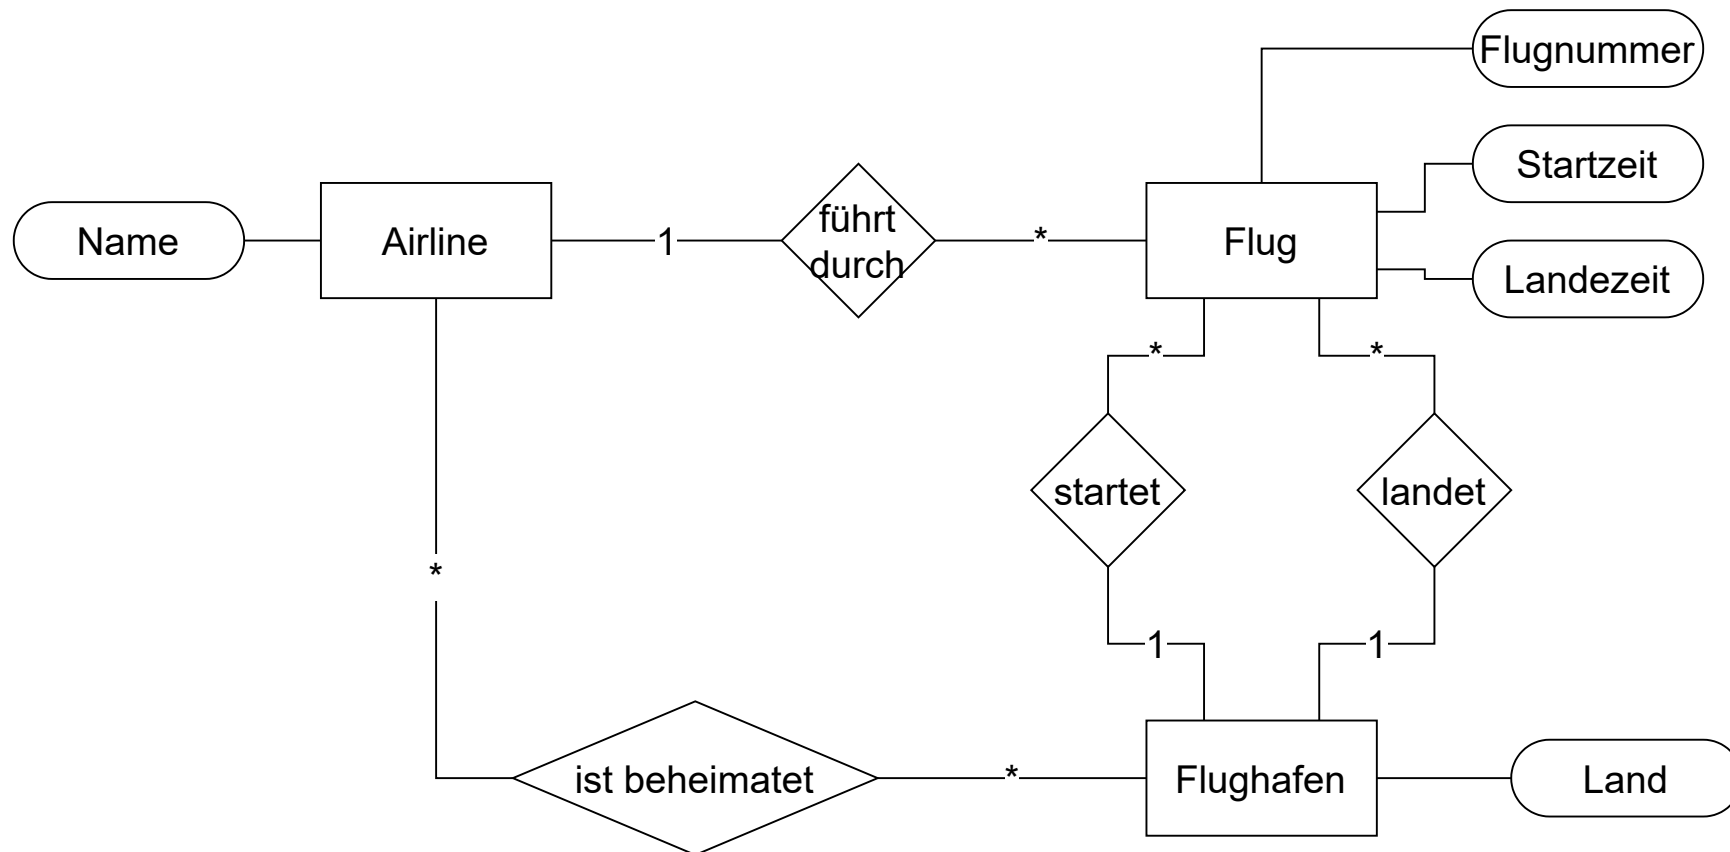 Flugnummer
Startzeit
Name
Airline
1
führt
durch
*
Flug
Landezeit
*
*
startet
landet
*
1
1
ist beheimatet
*
Flughafen
Land